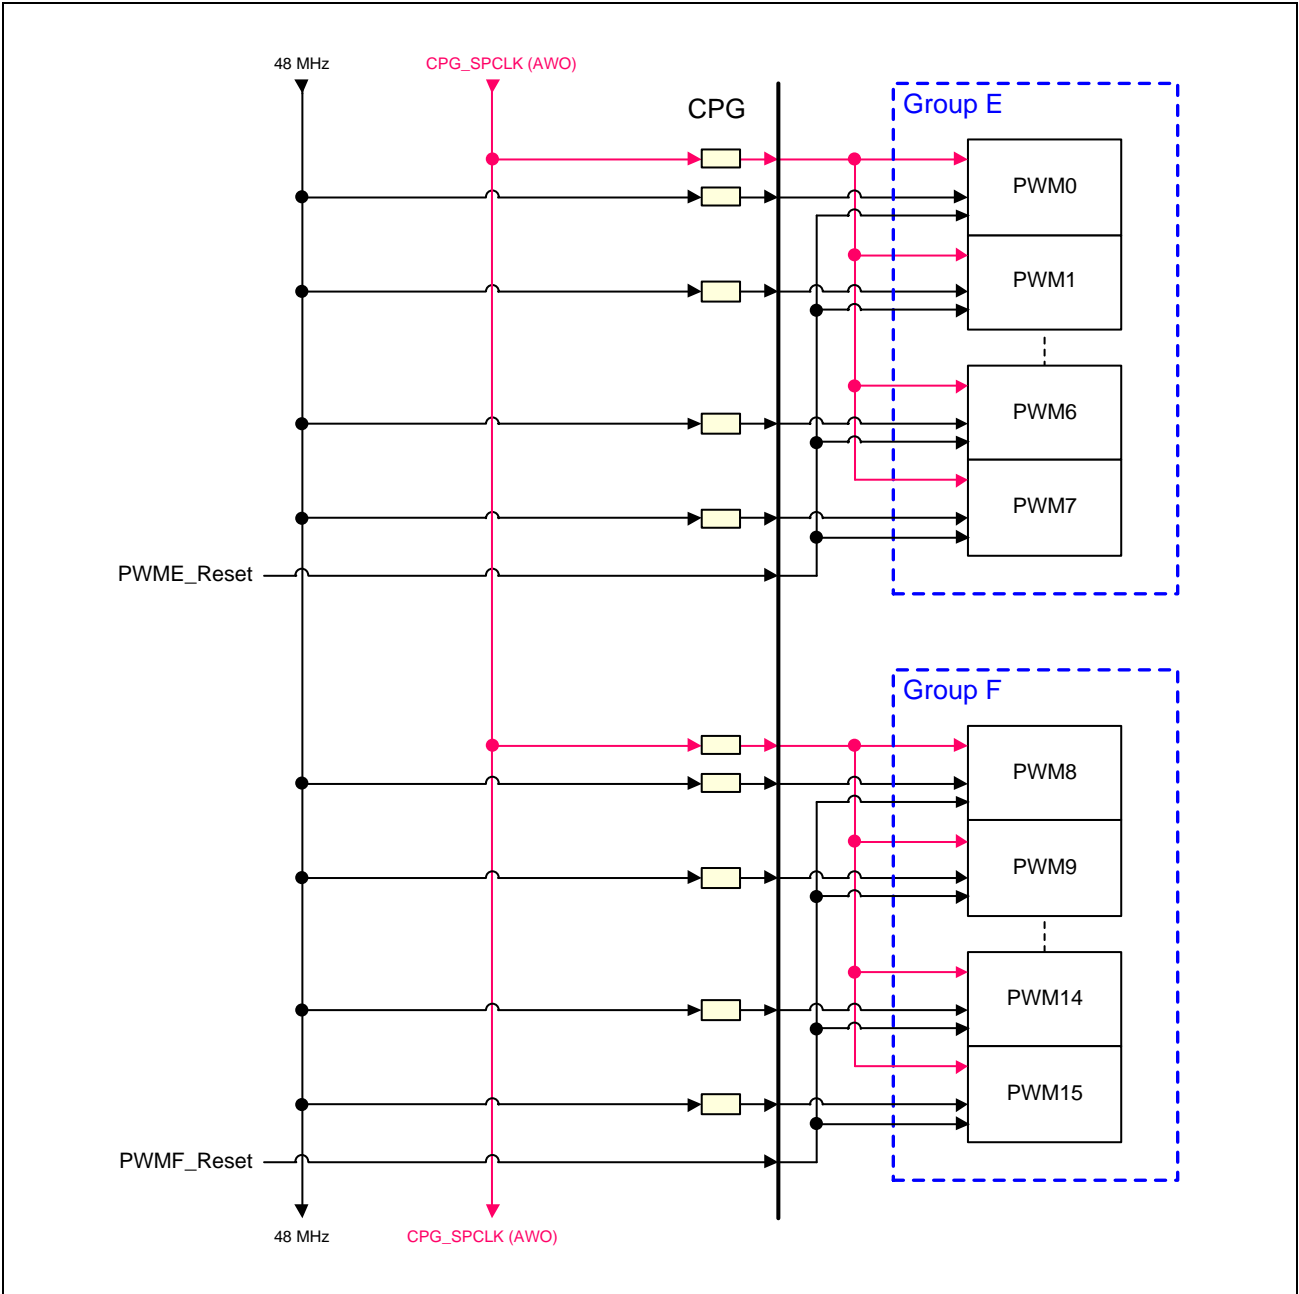 48 MHz
CPG_SPCLK (AWO)
CPG
Group E
PWM0
PWM1
PWM6
PWM7
PWME_Reset
Group F
PWM8
PWM9
PWM14
PWM15
PWMF_Reset
48 MHz
CPG_SPCLK (AWO)